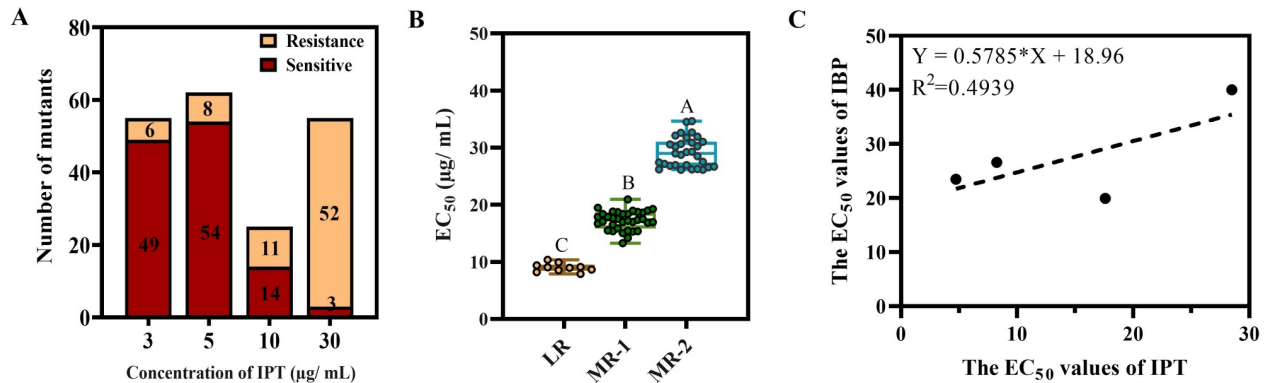 A
Number of mutants
80
60
40
20
0
Resistance
Sensitive
6
49
8
54
11
14
52
3
3
5
10
30
Concentration of IPT (μg/ mL)
B
EC50 (μg/ mL)
50
40
30
20
10
0
C
B
A
LR
MR-1
MR-2
C
The EC50 values of IBP
50
40
30
20
10
0
Y = 0.5785*X + 18.96
R²=0.4939
0
10
20
30
The EC50 values of IPT